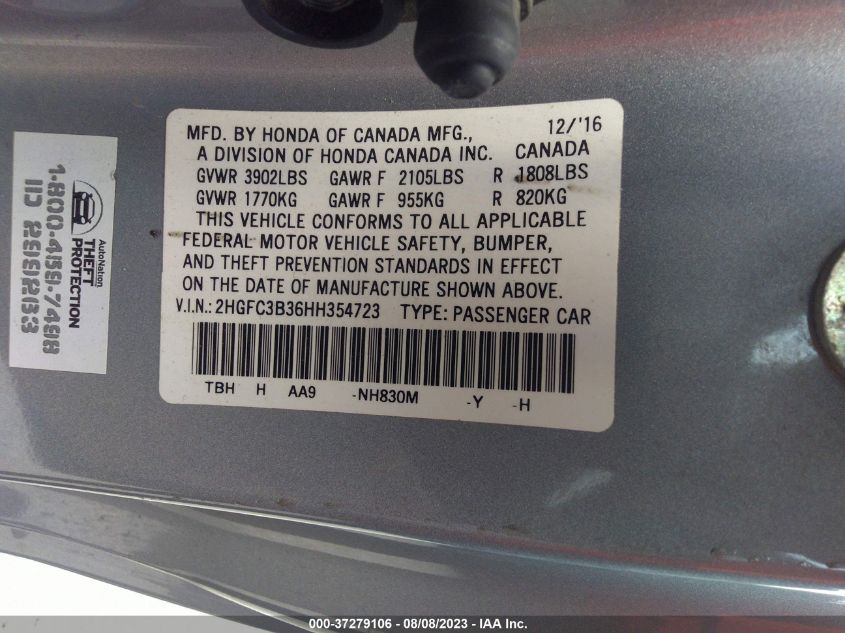 MFD. BY HONDA OF CANADA MFG., 12/'16
A DIVISION OF HONDA CANADA INC. CANADA
GVWR 3902LBS GAWR F 2105LBS R 1808LBS
GVWR 1770KG GAWR F 955KG R 820KG
THIS VEHICLE CONFORMS TO ALL APPLICABLE
FEDERAL MOTOR VEHICLE SAFETY, BUMPER,
AND THEFT PREVENTION STANDARDS IN EFFECT
ON THE DATE OF MANUFACTURE SHOWN ABOVE.
V.I.N.: 2HGFC3B36HH354723 TYPE: PASSENGER CAR
TBH H AA9 -NH830M -Y -H
AutoNation
THEFT
PROTECTION
1-800-459-7498
000-37279106 — 08/08/2023 — IAA Inc.